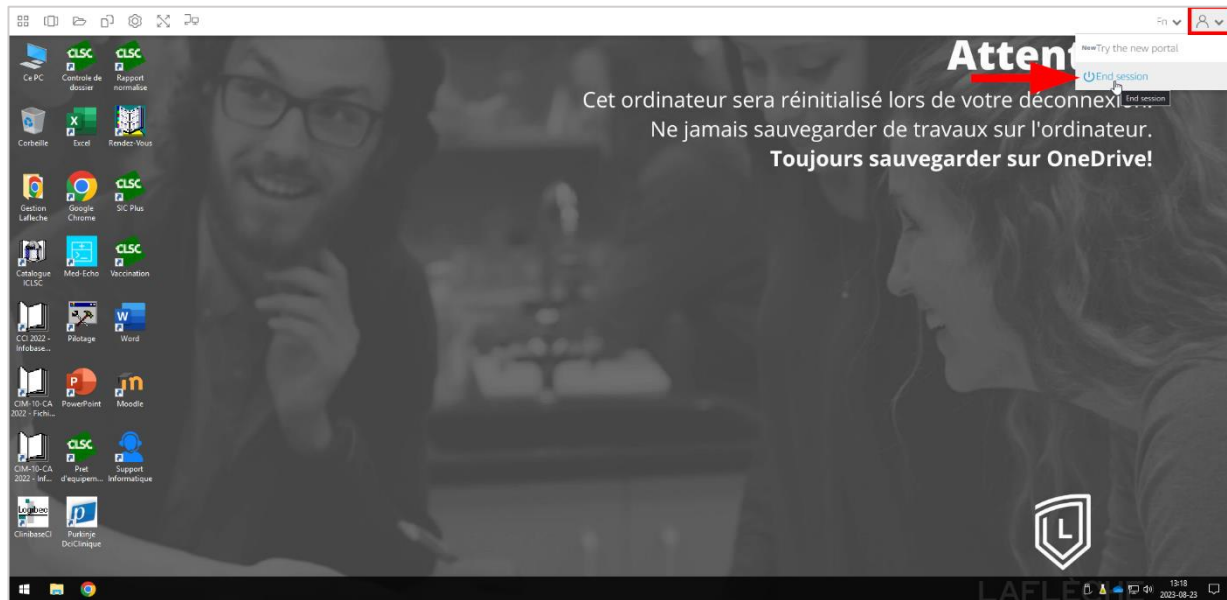 En
New Try the new portal
End session
End session
Cet ordinateur sera réinitialisé lors de votre
Ne jamais sauvegarder de travaux sur l'ordinateur.
Toujours sauvegarder sur OneDrive!
Ce PC
CLSC
Controle de
dossier
CLSC
Rapport
normalise
Corbeille
Excel
Rendez-Vous
Gestion
Lafleche
Google
Chrome
CLSC
SIC Plus
Catalogue
ICLSC
Med-Echo
CLSC
Vaccination
CCI 2022 -
Infobase...
Pilotage
W
Word
CIM-10-CA
2022 - Fichi...
P
PowerPoint
m
Moodle
CIM-10-CA
2022 - Inf...
CLSC
Pret
d'equipem...
Support
Informatique
Logibec
ClinibaseCI
p
Purkinje
DciClinique
L
LAFLÈCHE
13:18
2023-08-23